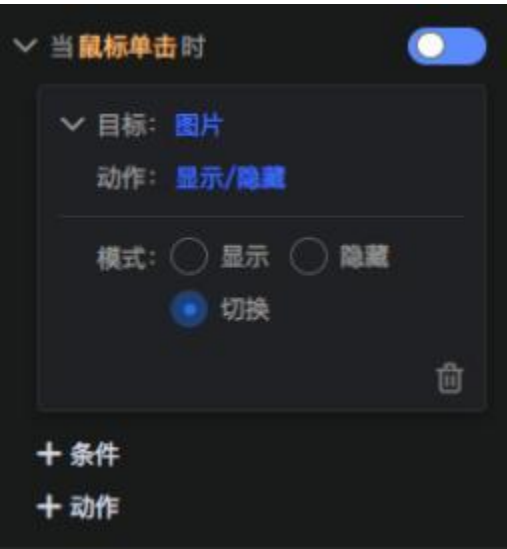 当鼠标单击时
目标：图片
动作：显示/隐藏
模式：显示 隐藏
切换
条件
动作